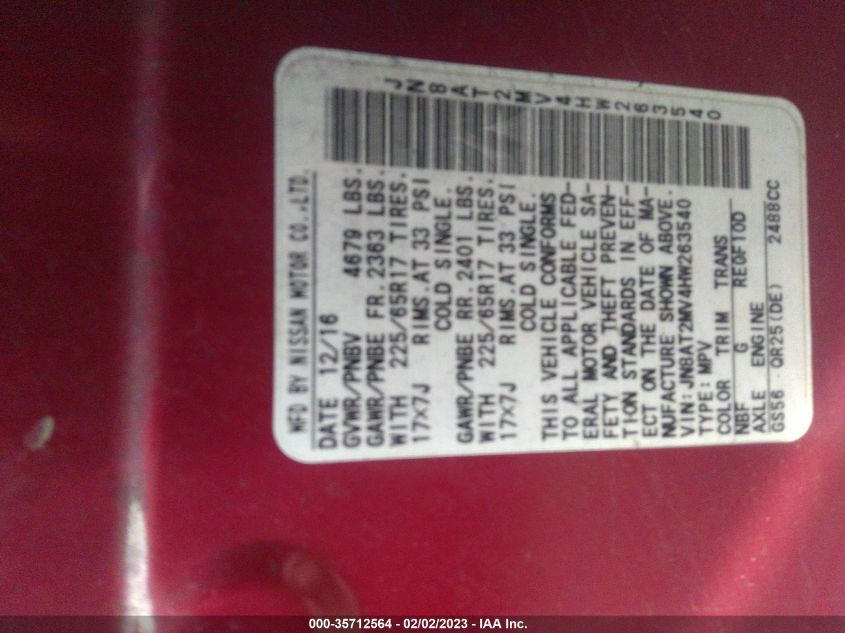 JN8AT2MV4HW263540
MFD BY NISSAN MOTOR CO.,LTD.
DATE 12/16
GVWR/PNBV 4679 LBS.
GAWR/PNBE FR. 2363 LBS.
WITH 225/65R17 TIRES.
17×7J RIMS.AT 33 PSI
COLD SINGLE.
GAWR/PNBE RR. 2401 LBS.
WITH 225/65R17 TIRES.
17×7J RIMS.AT 33 PSI
COLD SINGLE.
THIS VEHICLE CONFORMS
TO ALL APPLICABLE FED-
ERAL MOTOR VEHICLE SA-
FETY AND THEFT PREVEN-
TION STANDARDS IN EFF-
ECT ON THE DATE OF MA-
NUFACTURE SHOWN ABOVE.
VIN: JN8AT2MV4HW263540
TYPE: MPV
COLOR TRIM TRANS
NBF G RE0F10D
AXLE ENGINE
GS56 QR25(DE) 2488CC
000-35712564 - 02/02/2023 - IAA Inc.